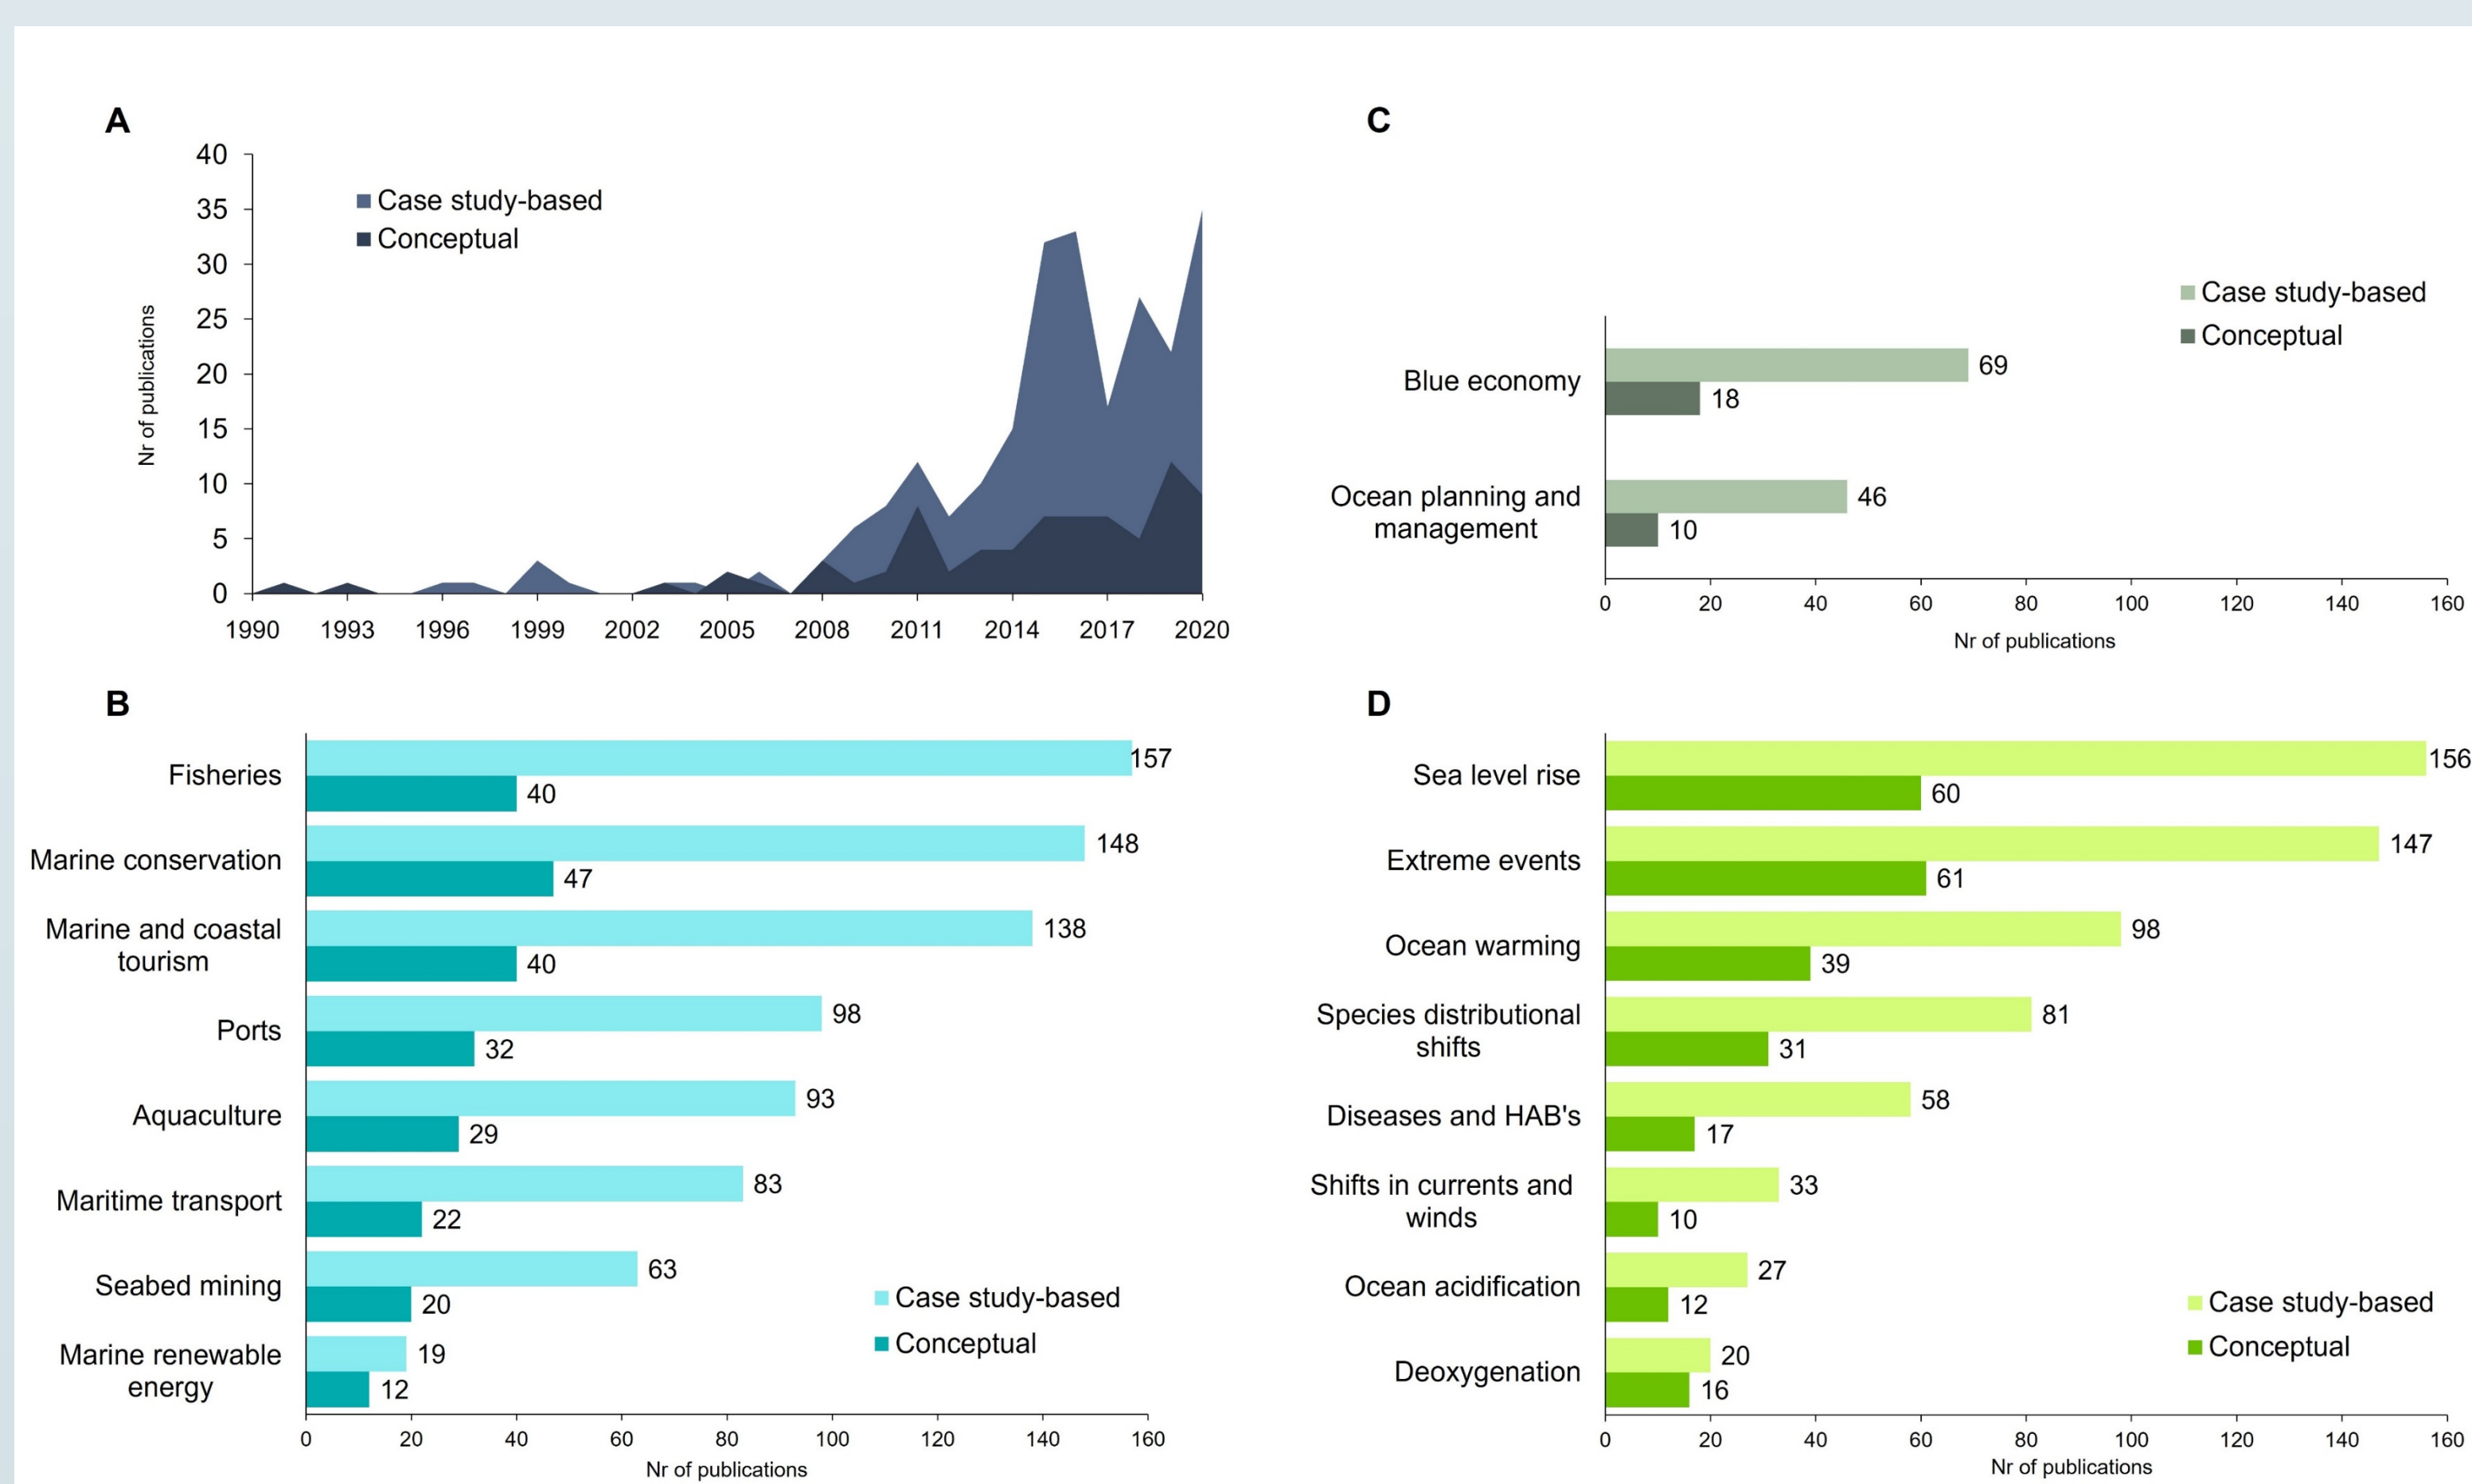 A
40
35
30
25
20
15
10
5
0
Nr of publications
Case study-based
Conceptual
1990 1993 1996 1999 2002 2005 2008 2011 2014 2017 2020
B
Fisheries
157
40
Marine conservation
148
47
Marine and coastal
tourism
138
40
Ports
98
32
Aquaculture
93
29
Maritime transport
83
22
Seabed mining
63
20
Marine renewable
energy
19
12
Case study-based
Conceptual
0 20 40 60 80 100 120 140 160
Nr of publications
C
Case study-based
Conceptual
Blue economy
69
18
Ocean planning and
management
46
10
0 20 40 60 80 100 120 140 160
Nr of publications
D
Sea level rise
156
60
Extreme events
147
61
Ocean warming
98
39
Species distributional
shifts
81
31
Diseases and HAB's
58
17
Shifts in currents and
winds
33
10
Ocean acidification
27
12
Deoxygenation
20
16
Case study-based
Conceptual
0 20 40 60 80 100 120 140 160
Nr of publications